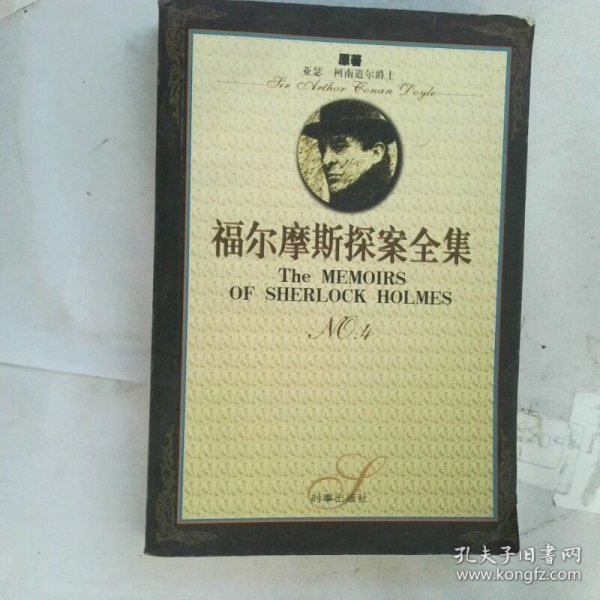 原著
亚瑟·柯南道尔爵士
Sir Arthur Conan Doyle
福尔摩斯探案全集
The MEMOIRS
OF SHERLOCK HOLMES
NO.4
S
时事出版社
孔夫子旧书网
www.kongfz.com